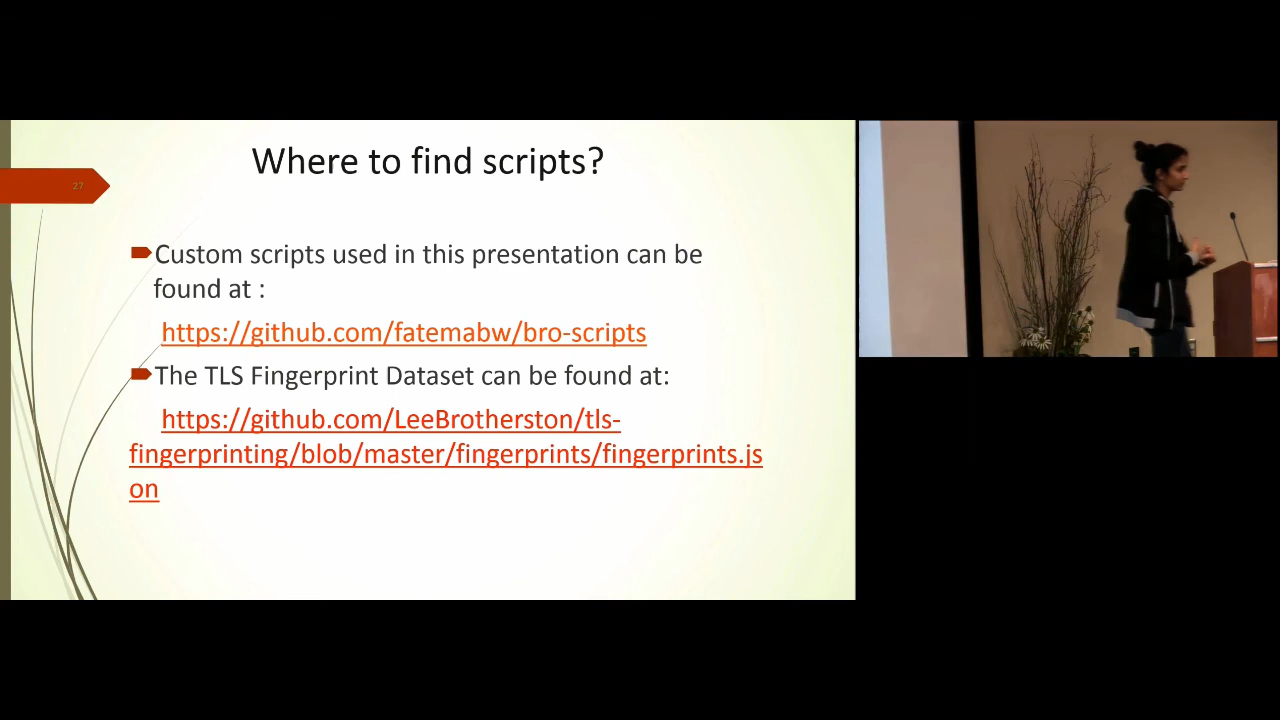 Where to find scripts?
27
Custom scripts used in this presentation can be
found at :
https://github.com/fatemabw/bro-scripts
The TLS Fingerprint Dataset can be found at:
https://github.com/LeeBrotherston/tls-
fingerprinting/blob/master/fingerprints/fingerprints.js
on